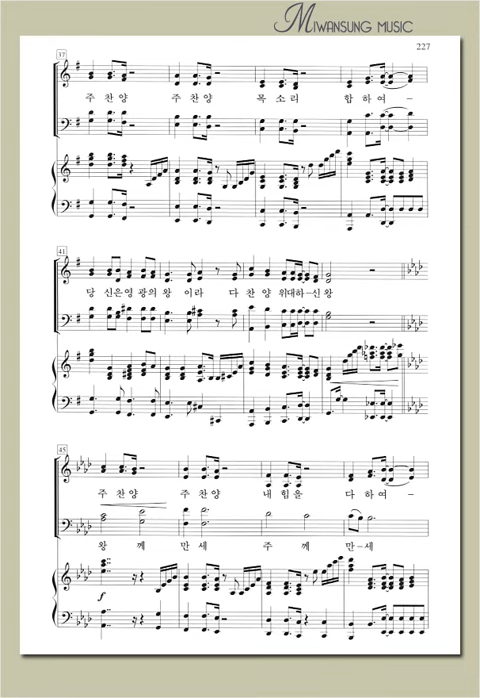 MIWANSUNG MUSIC
227
37
주 찬 양 주 찬 양 목 소 리 합 하 여 -
41
당 신은영 광의 왕 이라 다 찬 양 위대하-신 왕
45
주 찬 양 주 찬 양 내 힘을 다 하여 -
f
왕 께 만 세 주 께 만-세